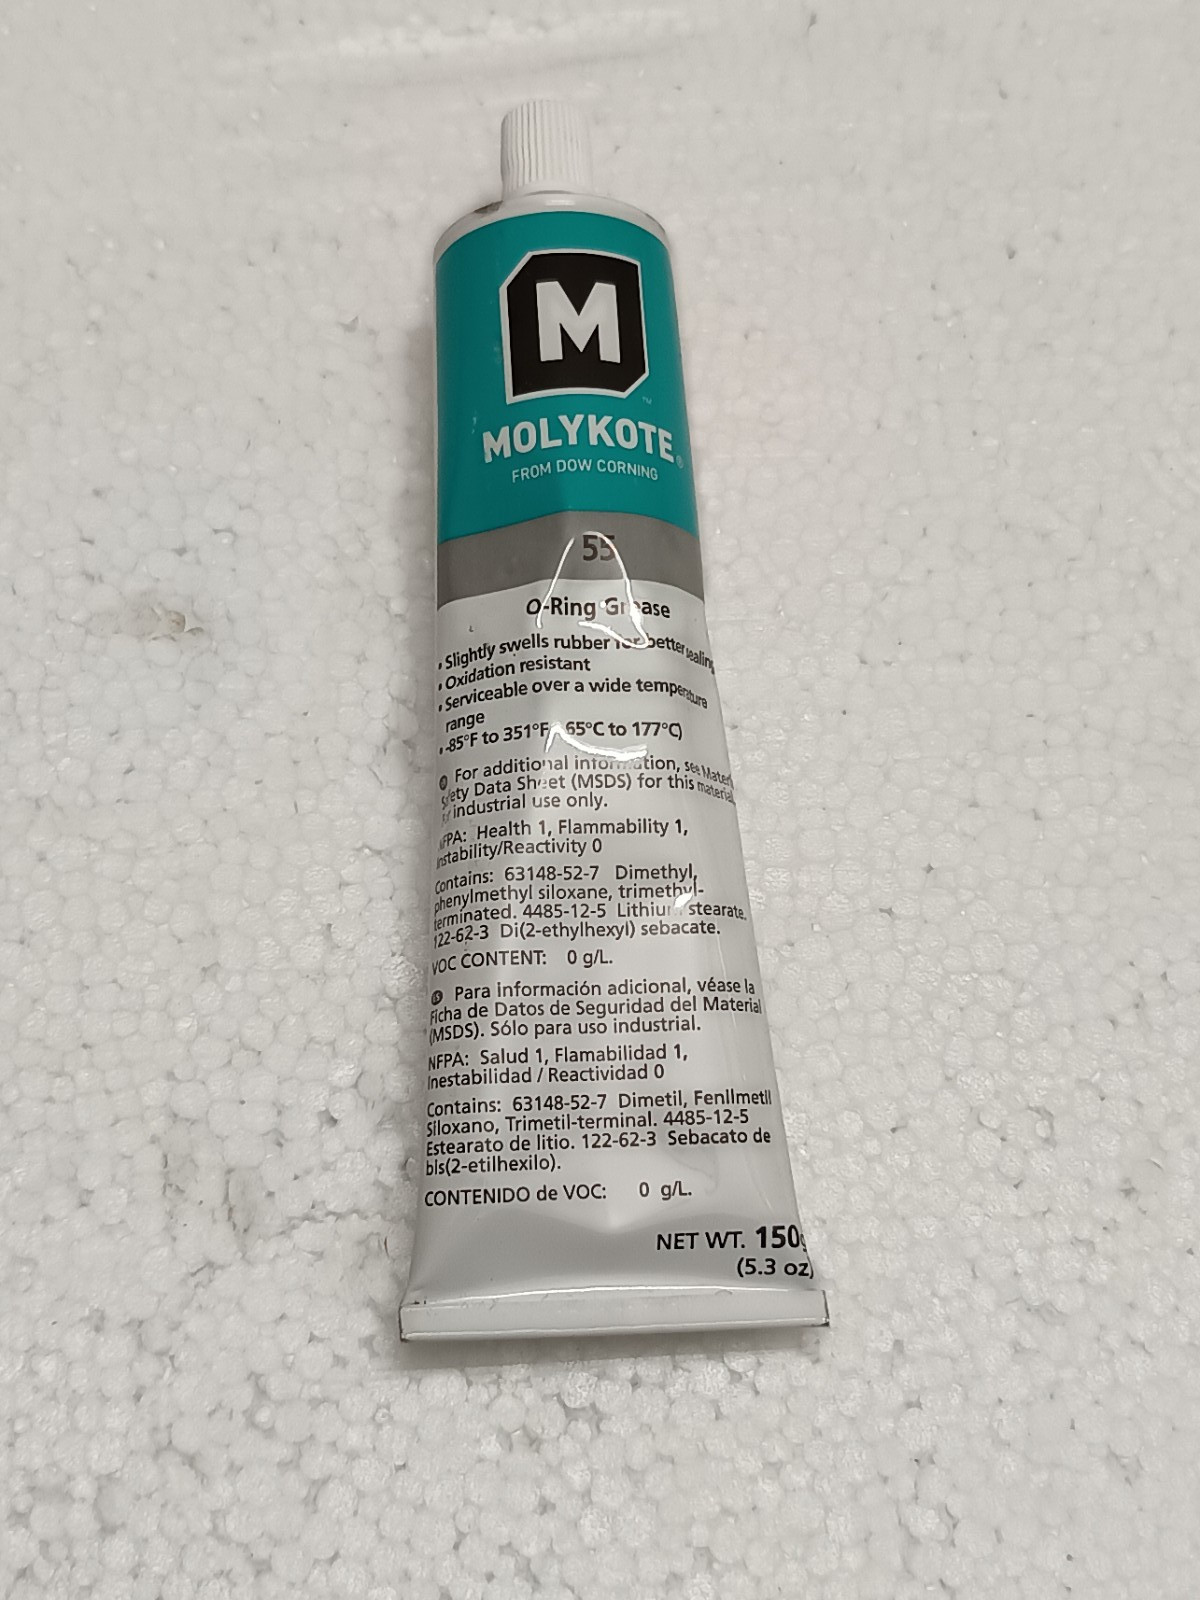 M
MOLYKOTE®
FROM DOW CORNING
55
O-Ring Grease
• Slightly swells rubber for better sealing
• Oxidation resistant
• Serviceable over a wide temperature
range
• -85°F to 351°F 65°C to 177°C)
For additional information, see
Safety Data Sheet (MSDS) for this material
industrial use only.
NFPA: Health 1, Flammability 1,
Instability/Reactivity 0
Contains: 63148-52-7 Dimethyl,
phenylmethyl siloxane, trimethyl-
terminated. 4485-12-5 Lithium stearate.
122-62-3 Di(2-ethylhexyl) sebacate.
VOC CONTENT: 0 g/L.
Para información adicional, véase la
Ficha de Datos de Seguridad del Material
(MSDS). Sólo para uso industrial.
NFPA: Salud 1, Flamabilidad 1,
Inestabilidad / Reactividad 0
Contains: 63148-52-7 Dimetil, Fenilmetil
Siloxano, Trimetil-terminal. 4485-12-5
Estearato de litio. 122-62-3 Sebacato de
bis(2-etilhexilo).
CONTENIDO de VOC: 0 g/L.
NET WT. 150g
(5.3 oz)